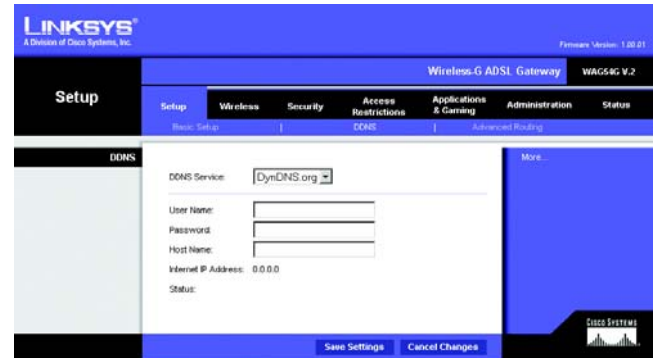 LINKSYS®
A Division of Cisco Systems, Inc.
Firmware Version: 1.00.01
Wireless-G ADSL Gateway WAG54G V.2
Setup
Setup Wireless Security Access Restrictions Applications & Gaming Administration Status
Basic Setup | DDNS | Advanced Routing
DDNS
More...
DDNS Service: DynDNS.org
User Name:
Password:
Host Name:
Internet IP Address: 0.0.0.0
Status:
CISCO SYSTEMS
Save Settings Cancel Changes